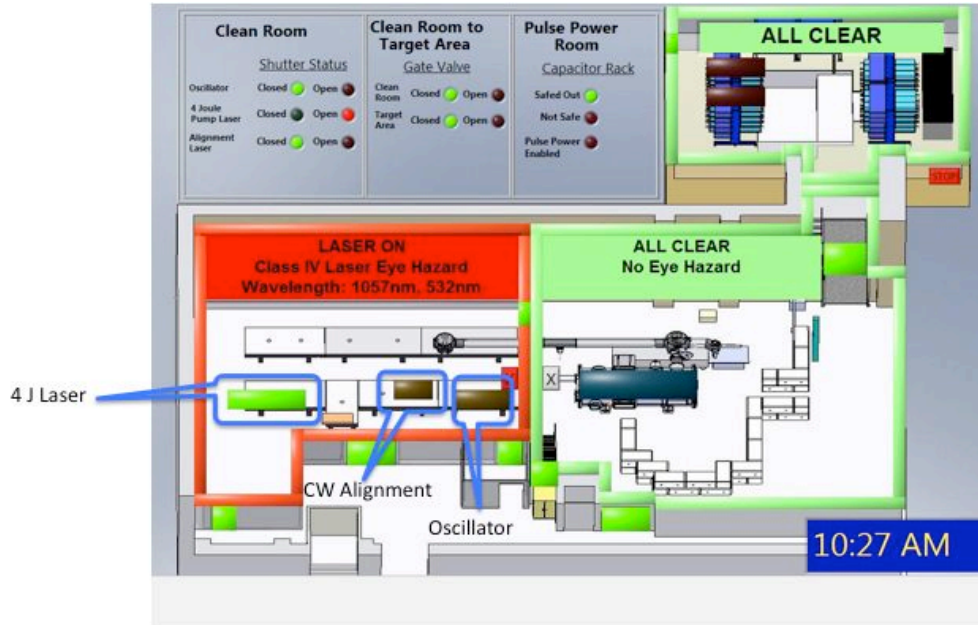 Clean Room
Shutter Status
Oscillator Closed Open
4 Joule
Pump Laser Closed Open
Alignment
Laser Closed Open
Clean Room to
Target Area
Gate Valve
Clean
Room Closed Open
Target
Area Closed Open
Pulse Power
Room
Capacitor Rack
Safed Out
Not Safe
Pulse Power
Enabled
ALL CLEAR
STOP
LASER ON
Class IV Laser Eye Hazard
Wavelength: 1057nm. 532nm
ALL CLEAR
No Eye Hazard
X
4 J Laser
CW Alignment
Oscillator
10:27 AM